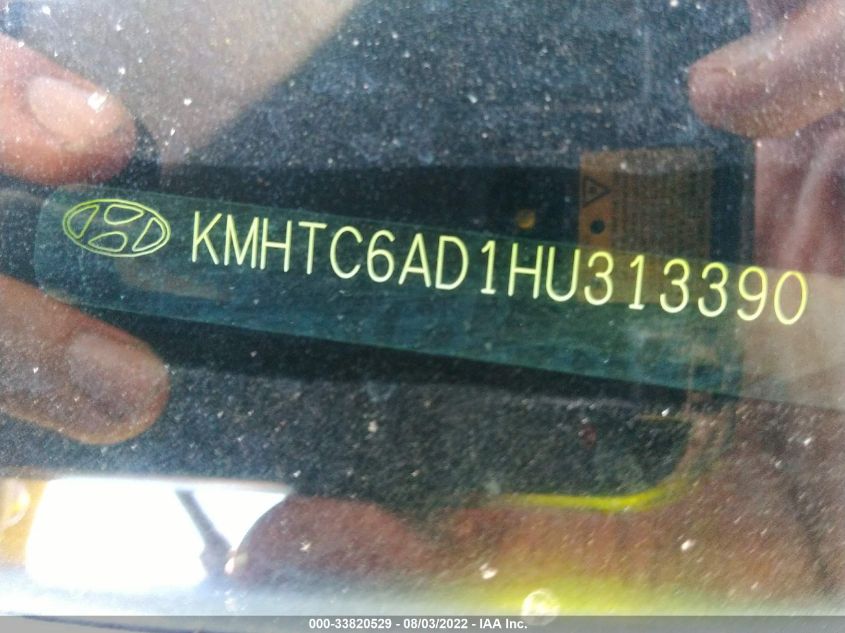 KMHTC6AD1HU313390
000-33820529 - 08/03/2022 - IAA Inc.